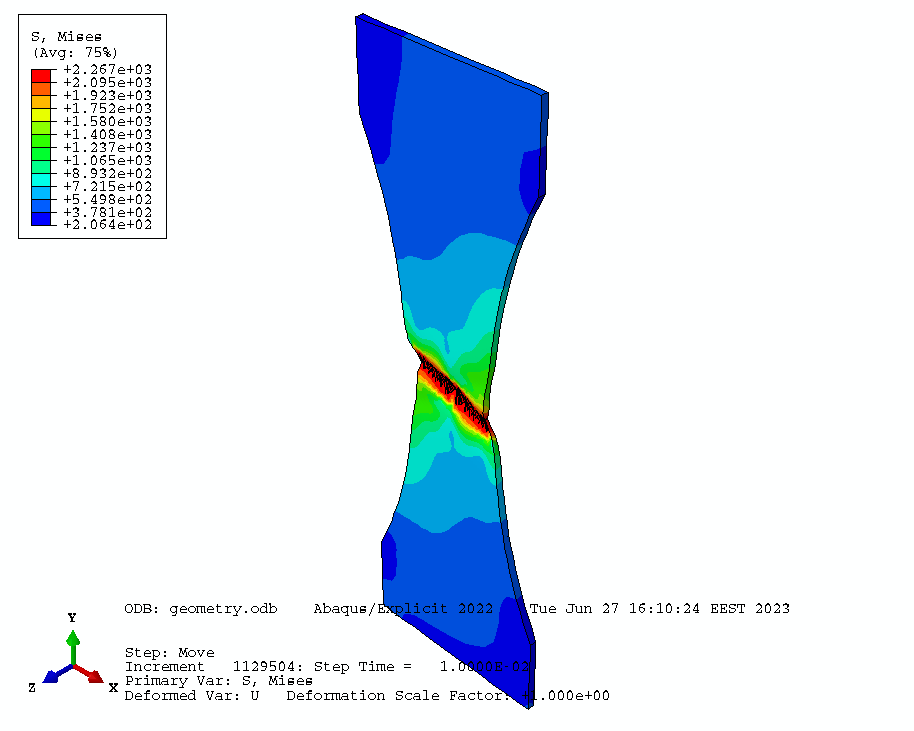 S, Mises
(Avg: 75%)
+2.267e+03
+2.095e+03
+1.923e+03
+1.752e+03
+1.580e+03
+1.408e+03
+1.237e+03
+1.065e+03
+8.932e+02
+7.215e+02
+5.498e+02
+3.781e+02
+2.064e+02
ODB: geometry.odb Abaqus/Explicit 2022 Tue Jun 27 16:10:24 EEST 2023
Y
Z
X
Step: Move
Increment 1129504: Step Time = 1.0000E-02
Primary Var: S, Mises
Deformed Var: U Deformation Scale Factor: 1.000e+00